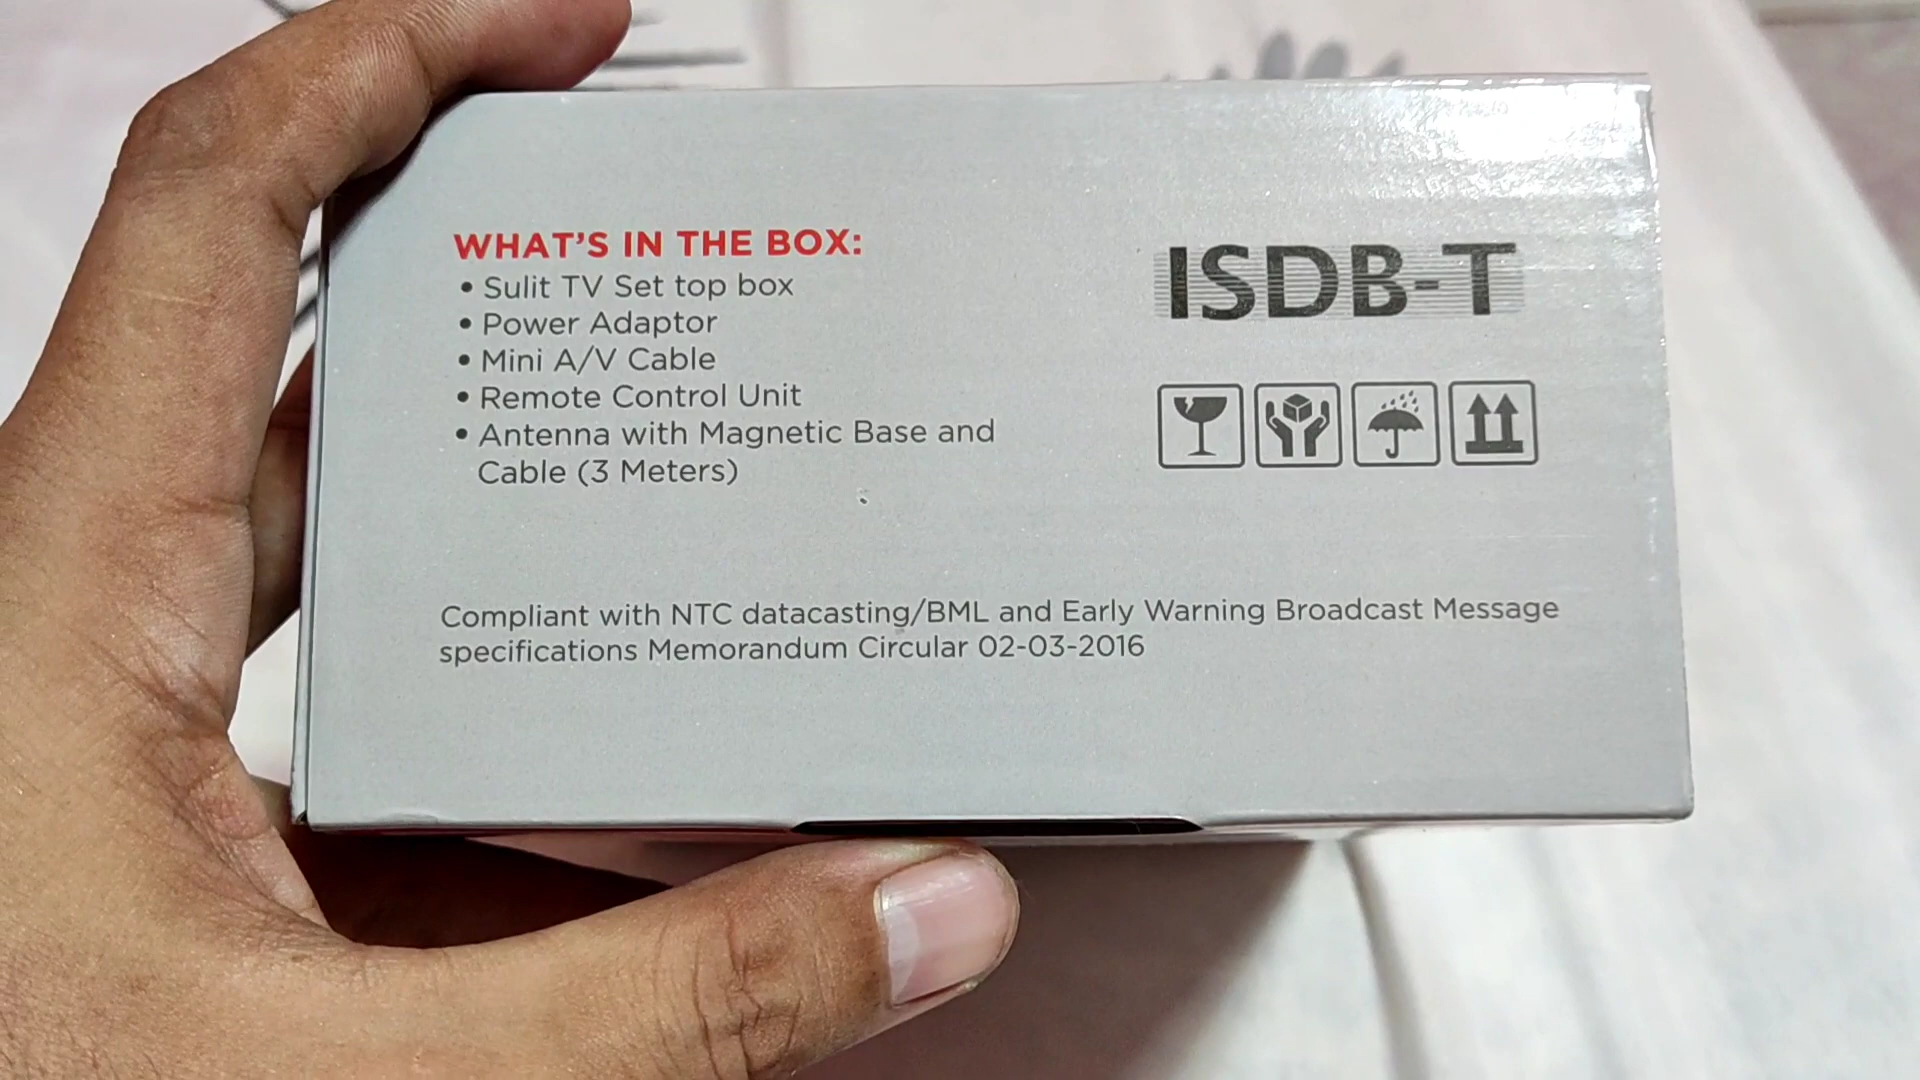 WHAT'S IN THE BOX:
• Sulit TV Set top box
• Power Adaptor
• Mini A/V Cable
• Remote Control Unit
• Antenna with Magnetic Base and
Cable (3 Meters)
ISDB-T
Compliant with NTC datacasting/BML and Early Warning Broadcast Message
specifications Memorandum Circular 02-03-2016